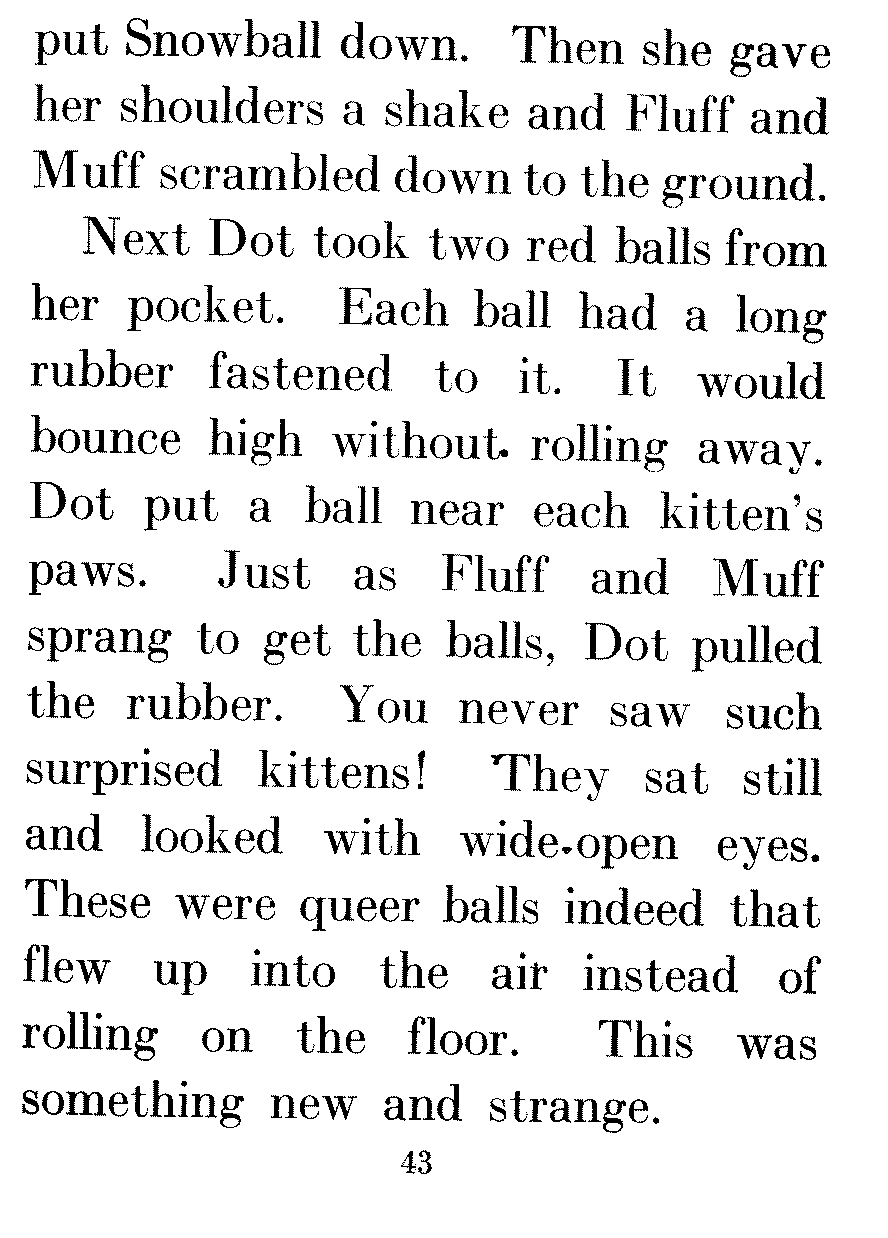 put Snowball down. Then she gave
her shoulders a shake and Fluff and
Muff scrambled down to the ground.
Next Dot took two red balls from
her pocket. Each ball had a long
rubber fastened to it. It would
bounce high without. rolling away.
Dot put a ball near each kitten's
paws. Just as Fluff and Muff
sprang to get the balls, Dot pulled
the rubber. You never saw such
surprised kittens! They sat still
and looked with wide-open eyes.
These were queer balls indeed that
flew up into the air instead of
rolling on the floor. This was
something new and strange.
43